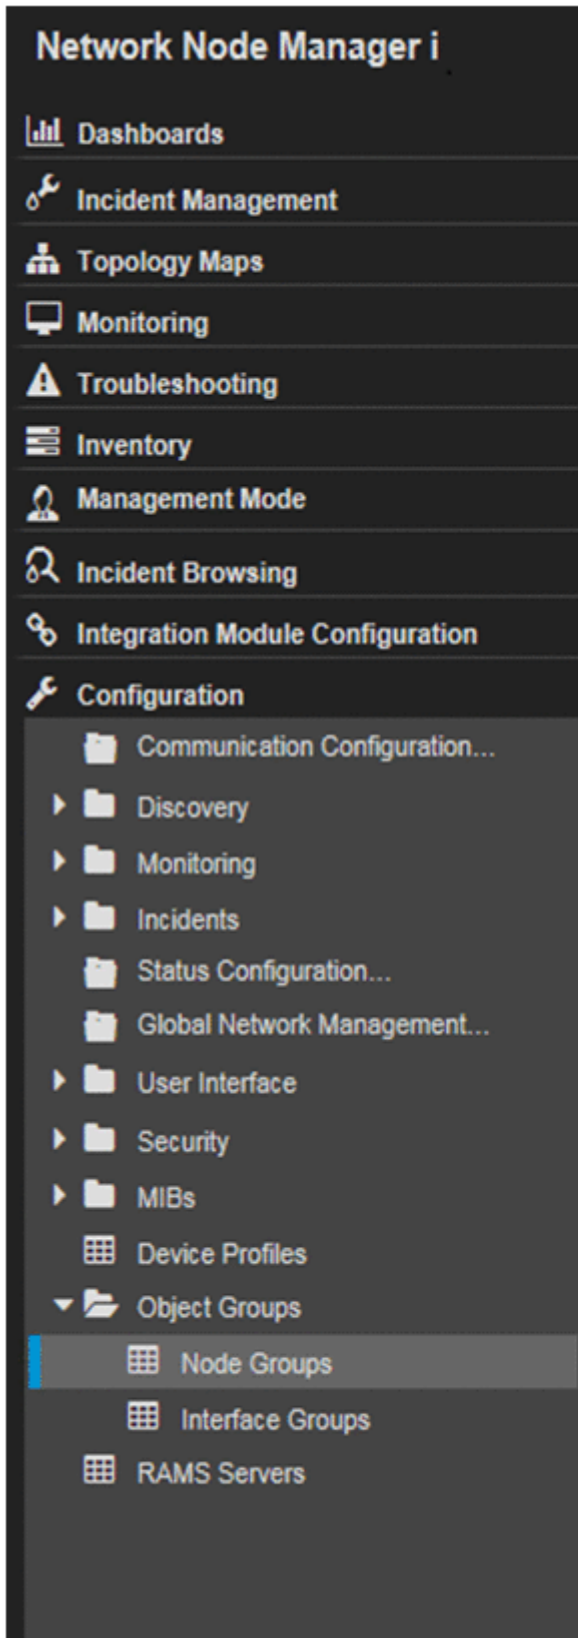 Network Node Manager i
Dashboards
Incident Management
Topology Maps
Monitoring
Troubleshooting
Inventory
Management Mode
Incident Browsing
Integration Module Configuration
Configuration
Communication Configuration...
Discovery
Monitoring
Incidents
Status Configuration...
Global Network Management...
User Interface
Security
MIBs
Device Profiles
Object Groups
Node Groups
Interface Groups
RAMS Servers